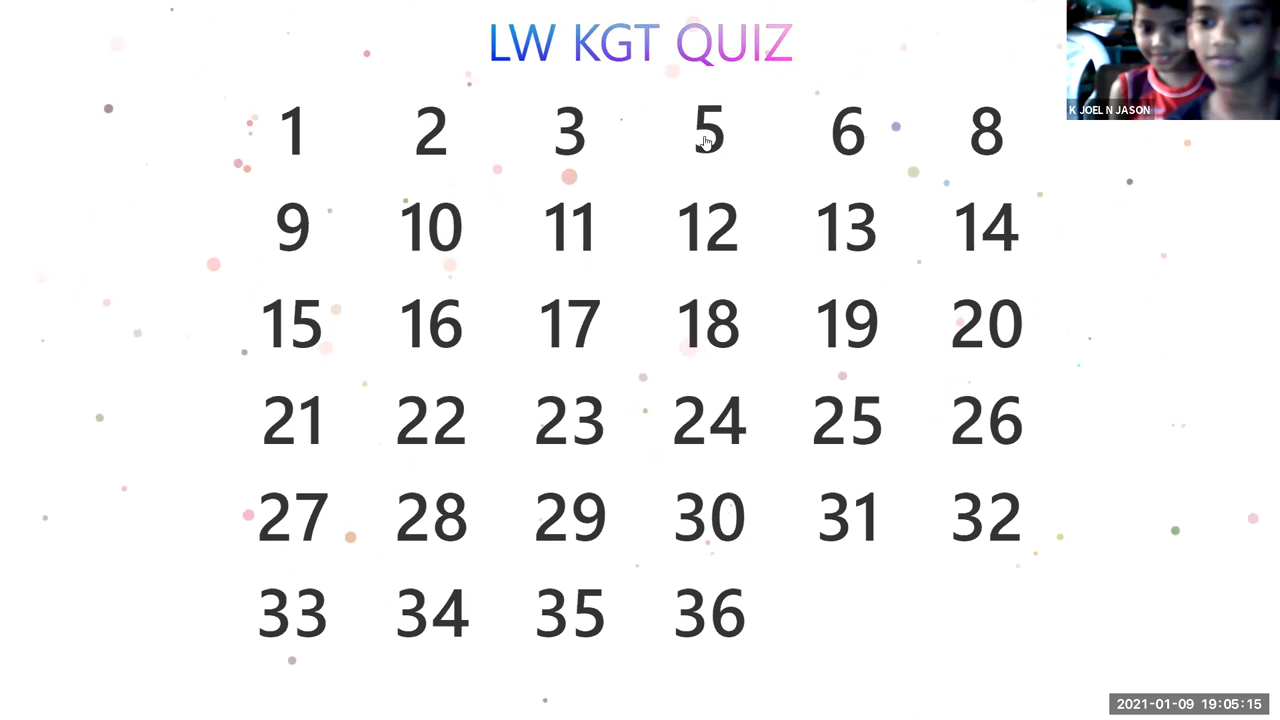 LW KGT QUIZ
K JOEL N JASON
1 2 3 5 6 8
9 10 11 12 13 14
15 16 17 18 19 20
21 22 23 24 25 26
27 28 29 30 31 32
33 34 35 36
2021-01-09 19:05:15